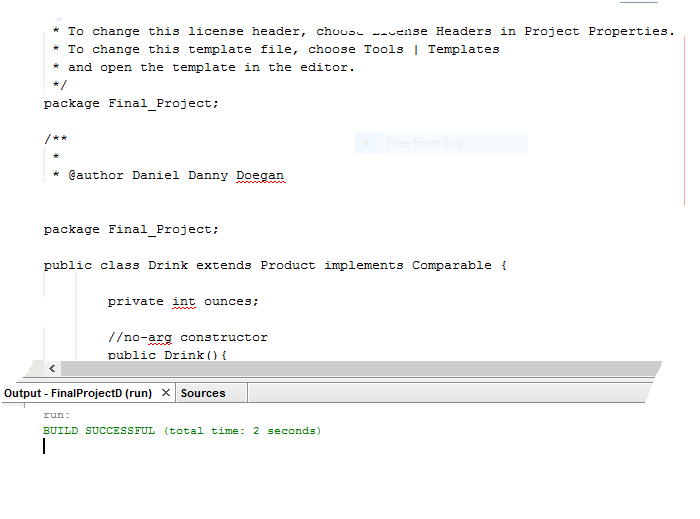 * To change this license header, choose License Headers in Project Properties.
* To change this template file, choose Tools | Templates
* and open the template in the editor.
*/
package Final_Project;
/**
*
* @author Daniel Danny Doegan
package Final_Project;
public class Drink extends Product implements Comparable {
private int ounces;
//no-arg constructor
public Drink(){
Output - FinalProjectD (run) × Sources
run:
BUILD SUCCESSFUL (total time: 2 seconds)
Free-form Snip